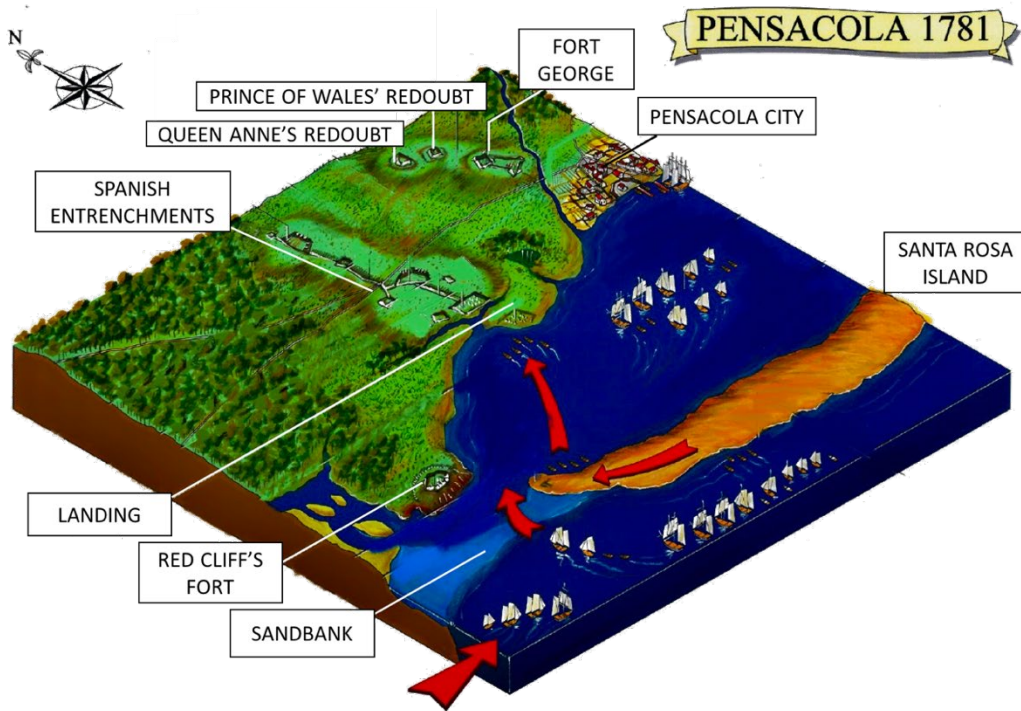 PENSACOLA 1781
N
FORT
GEORGE
PRINCE OF WALES' REDOUBT
QUEEN ANNE'S REDOUBT
PENSACOLA CITY
SPANISH
ENTRENCHMENTS
SANTA ROSA
ISLAND
LANDING
RED CLIFF'S
FORT
SANDBANK